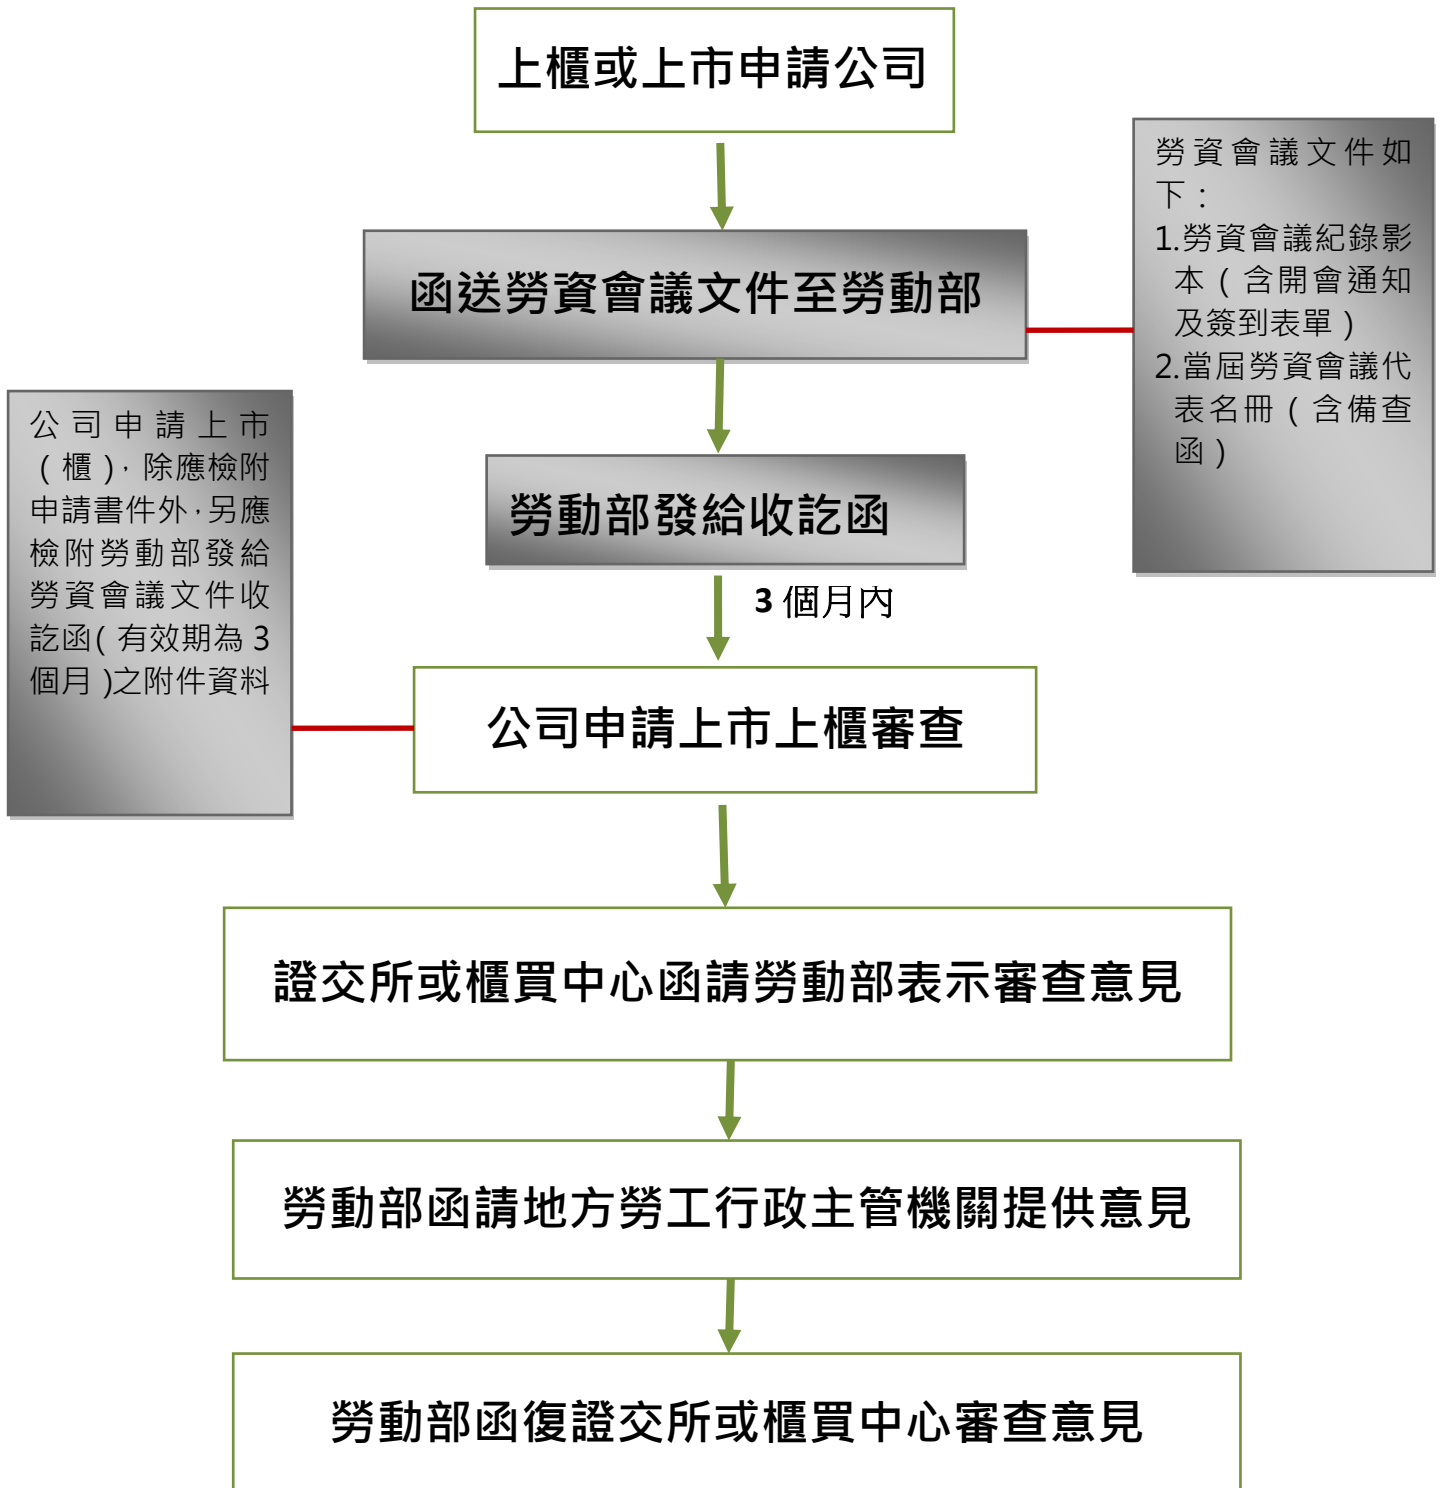 上櫃或上市申請公司
函送勞資會議文件至勞動部
勞資會議文件如
下：
1.勞資會議紀錄影
本（含開會通知
及簽到表單）
2.當屆勞資會議代
表名冊（含備查
函）
勞動部發給收訖函
3 個月內
公司申請上市
（櫃），除應檢附
申請書件外，另應
檢附勞動部發給
勞資會議文件收
訖函（有效期為 3
個月）之附件資料
公司申請上市上櫃審查
證交所或櫃買中心函請勞動部表示審查意見
勞動部函請地方勞工行政主管機關提供意見
勞動部函復證交所或櫃買中心審查意見